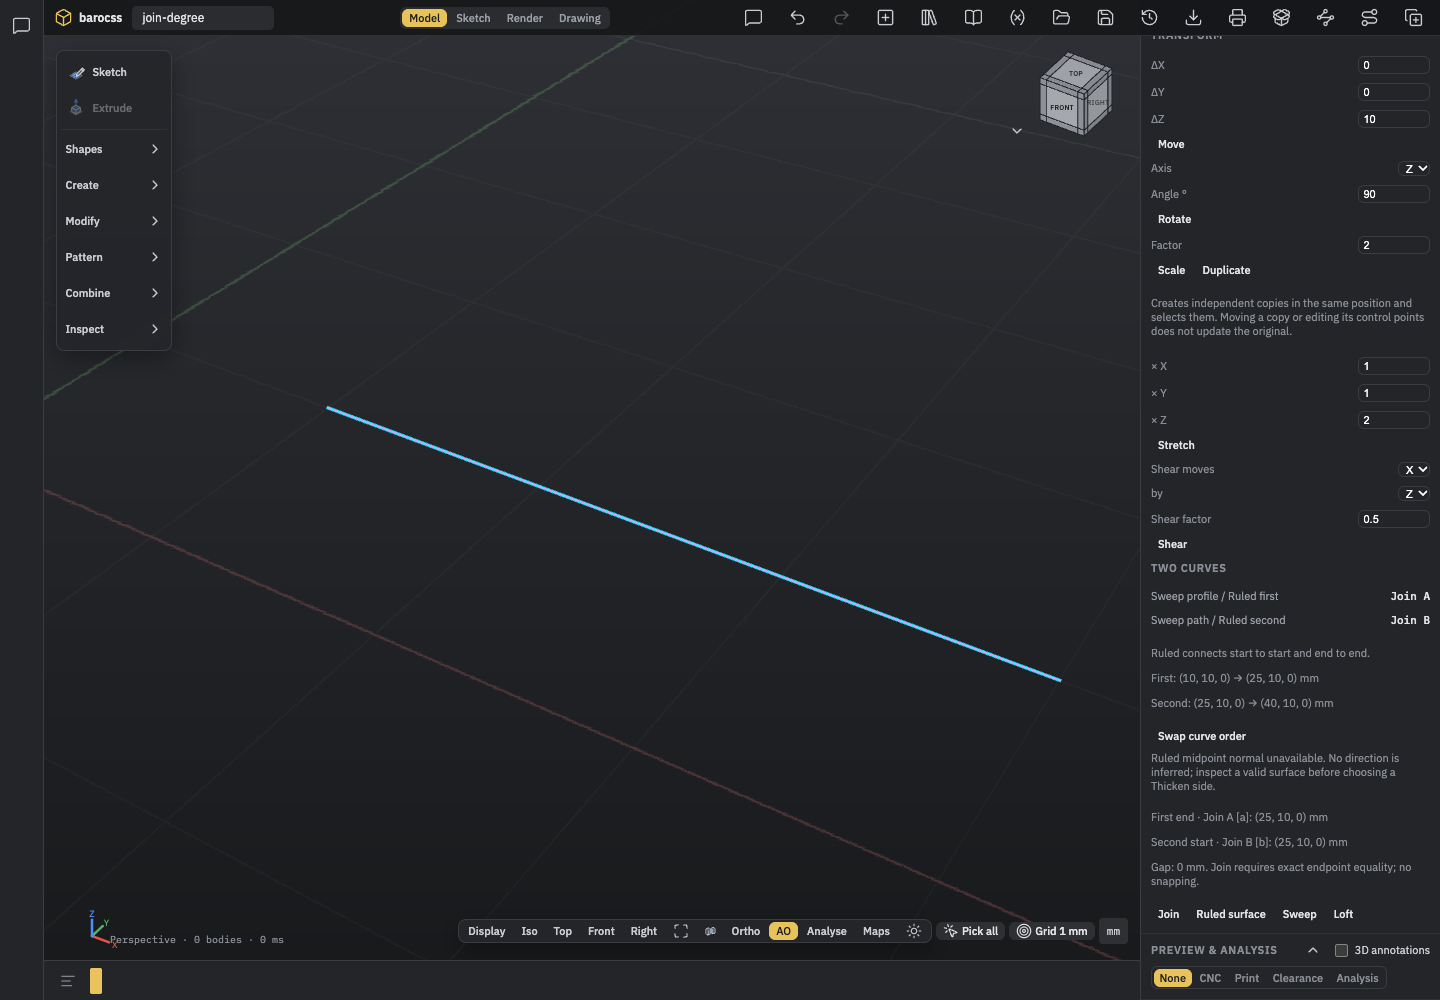 barocss
join-degree
Model Sketch Render Drawing
Sketch
Extrude
Shapes
Create
Modify
Pattern
Combine
Inspect
TOP
FRONT
RIGHT
Z
Y
X
Perspective · 0 bodies · 0 ms
Display Iso Top Front Right Ortho AO Analyse Maps
Pick all
Grid 1 mm
mm
TRANSFORM
ΔX 0
ΔY 0
ΔZ 10
Move
Axis Z
Angle ° 90
Rotate
Factor 2
Scale Duplicate
Creates independent copies in the same position and
selects them. Moving a copy or editing its control points
does not update the original.
× X 1
× Y 1
× Z 2
Stretch
Shear moves X
by Z
Shear factor 0.5
Shear
TWO CURVES
Sweep profile / Ruled first Join A
Sweep path / Ruled second Join B
Ruled connects start to start and end to end.
First: (10, 10, 0) → (25, 10, 0) mm
Second: (25, 10, 0) → (40, 10, 0) mm
Swap curve order
Ruled midpoint normal unavailable. No direction is
inferred; inspect a valid surface before choosing a
Thicken side.
First end · Join A [a]: (25, 10, 0) mm
Second start · Join B [b]: (25, 10, 0) mm
Gap: 0 mm. Join requires exact endpoint equality; no
snapping.
Join Ruled surface Sweep Loft
PREVIEW & ANALYSIS 3D annotations
None CNC Print Clearance Analysis